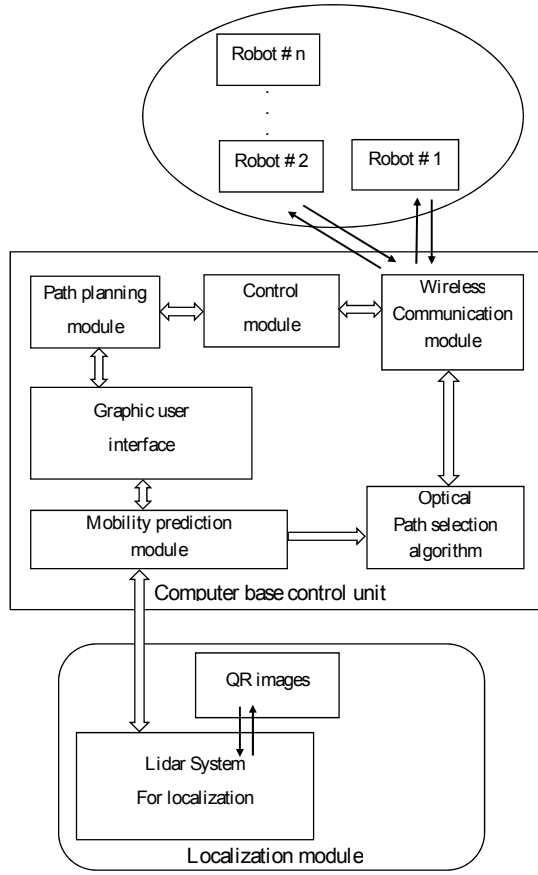 Robot # n
Robot # 2
Robot # 1
Path planning
module
Control
module
Wireless
Communication
module
Graphic user
interface
Mobility prediction
module
Optical
Path selection
algorithm
Computer base control unit
QR images
Lidar System
For localization
Localization module